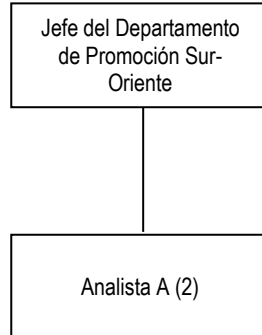 Jefe del Departamento
de Promoción Sur-
Oriente
Analista A (2)